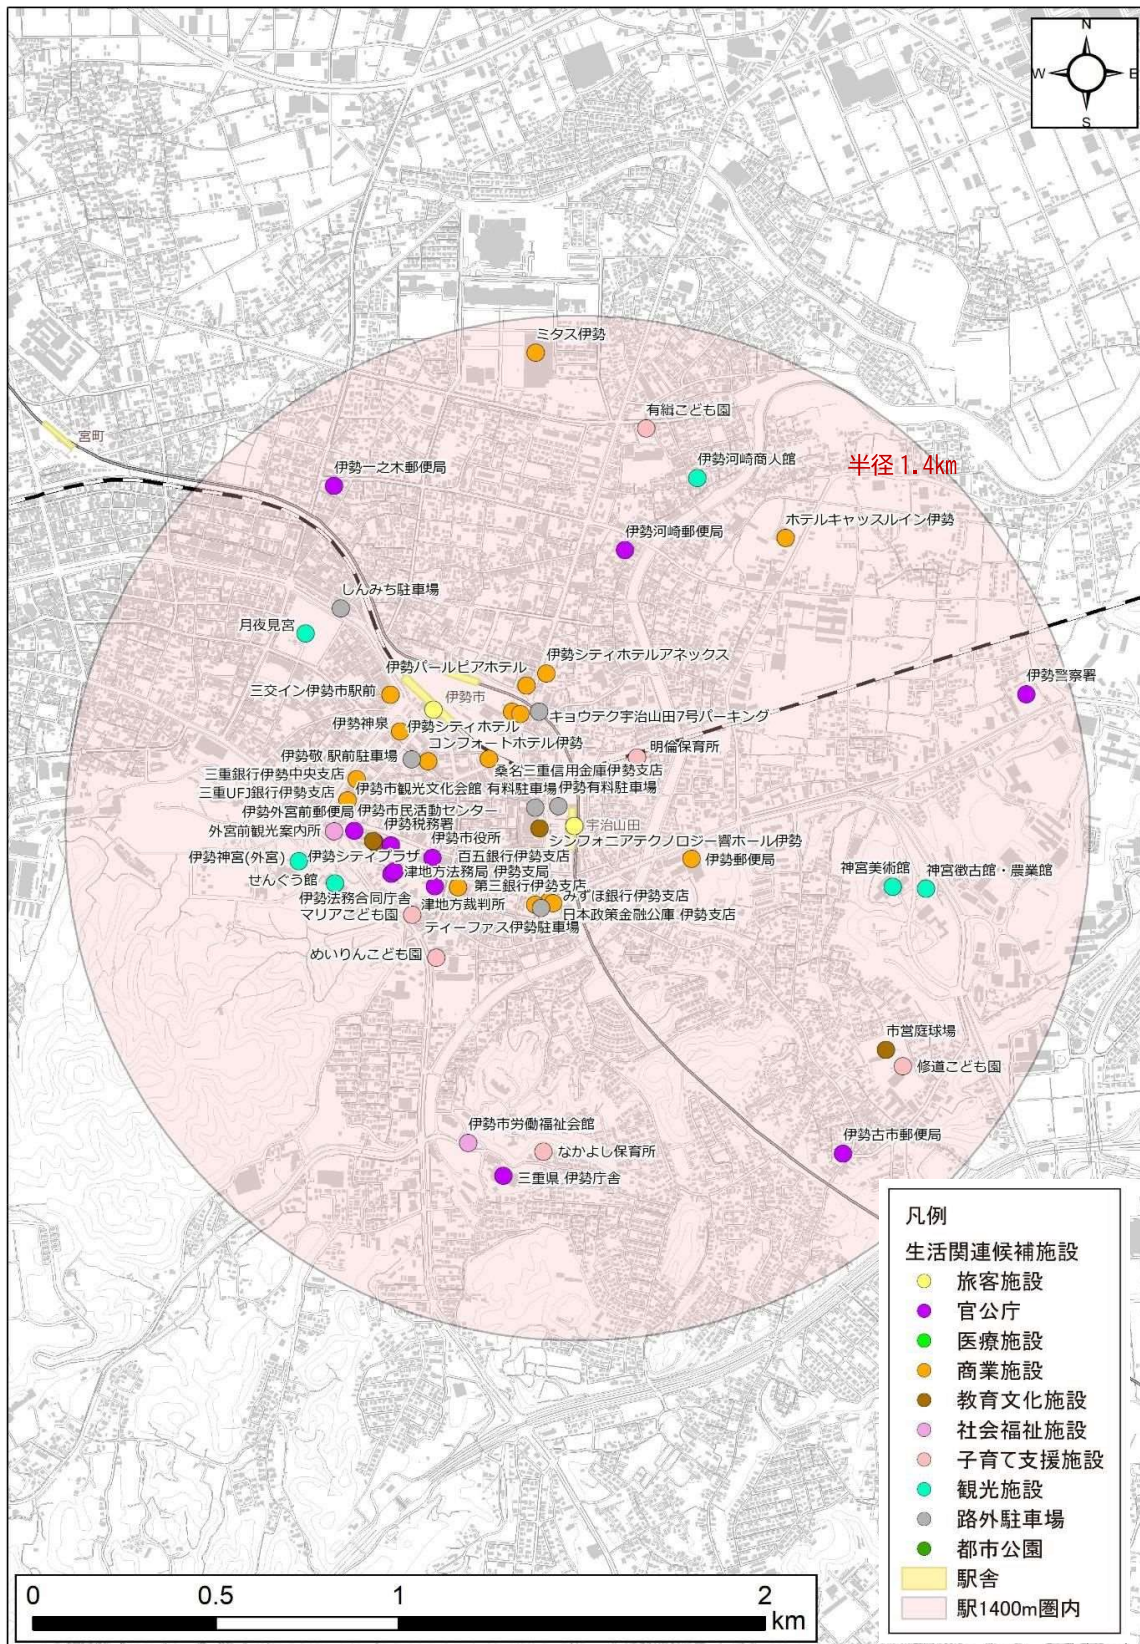 N
W
E
S
ミタス伊勢
有緝こども園
宮町
半径1.4km
伊勢一之木郵便局
伊勢河崎商人館
ホテルキャッスルイン伊勢
伊勢河崎郵便局
しんみち駐車場
月夜見宮
伊勢シティホテルアネックス
伊勢パールピアホテル
三交イン伊勢市駅前
伊勢市
伊勢警察署
キョウテク宇治山田7号パーキング
伊勢神泉
伊勢シティホテル
コンフォートホテル伊勢
明倫保育所
伊勢敬 駅前駐車場
桑名三重信用金庫伊勢支店
三重銀行伊勢中央支店
三重UFJ銀行伊勢支店
伊勢市観光文化会館 有料駐車場
伊勢有料駐車場
伊勢外宮前郵便局
伊勢市民活動センター
外宮前観光案内所
伊勢税務署
伊勢市役所
宇治山田
シンフォニアテクノロジー響ホール伊勢
伊勢神宮(外宮)
伊勢シティプラザ
百五銀行伊勢支店
伊勢郵便局
せんぐう館
津地方法務局 伊勢支局
神宮美術館
神宮徴古館・農業館
伊勢法務合同庁舎
第三銀行伊勢支店
みずほ銀行伊勢支店
マリアこども園
津地方裁判所
日本政策金融公庫 伊勢支店
ティーファス伊勢駐車場
めいりんこども園
市営庭球場
修道こども園
伊勢市労働福祉会館
なかよし保育所
伊勢古市郵便局
三重県 伊勢庁舎
凡例
生活関連候補施設
旅客施設
官公庁
医療施設
商業施設
教育文化施設
社会福祉施設
子育て支援施設
観光施設
路外駐車場
都市公園
駅舎
駅1400m圏内
0 0.5 1 2
km